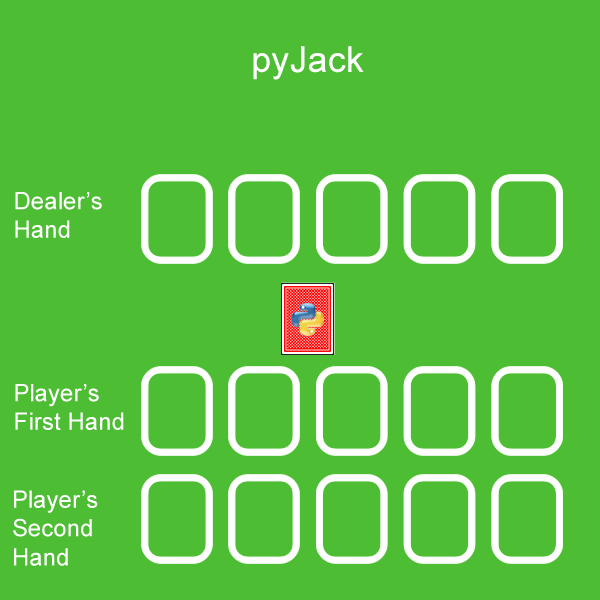 pyJack
Dealer’s
Hand
Player’s
First Hand
Player’s
Second
Hand